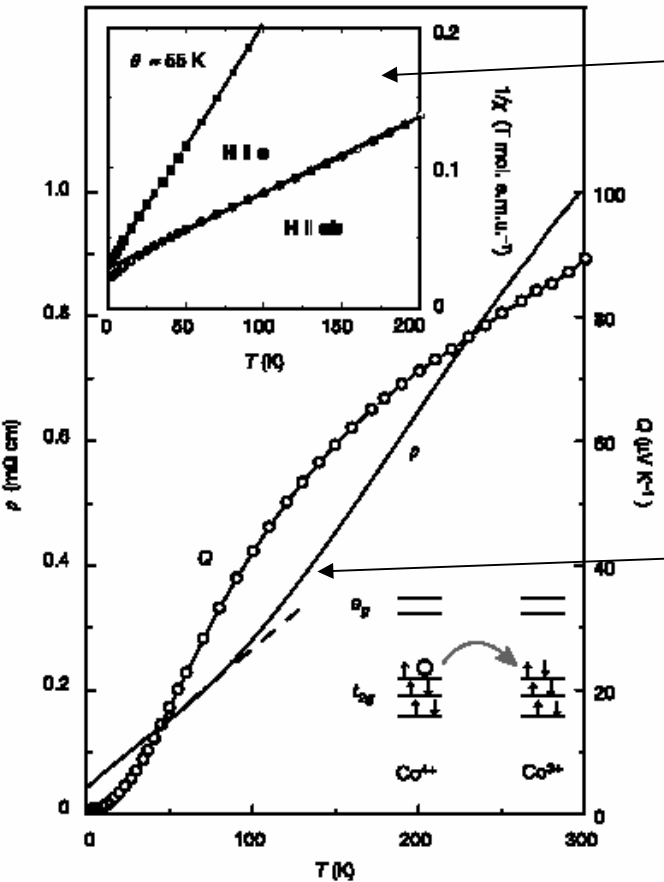 0.2
θ ≈ 55 K
H ∥ c
0.1
1/χ (T mol. e.m.u.⁻¹)
H ∥ ab
0
0 50 100 150 200
T (K)
1.0
0.8
0.6
0.4
0.2
0
ρ (mΩ cm)
100
80
60
40
20
0
Q (μV K⁻¹)
ρ
Q
e_g
t_2g
Co⁴⁺ Co³⁺
0 100 200 300
T (K)